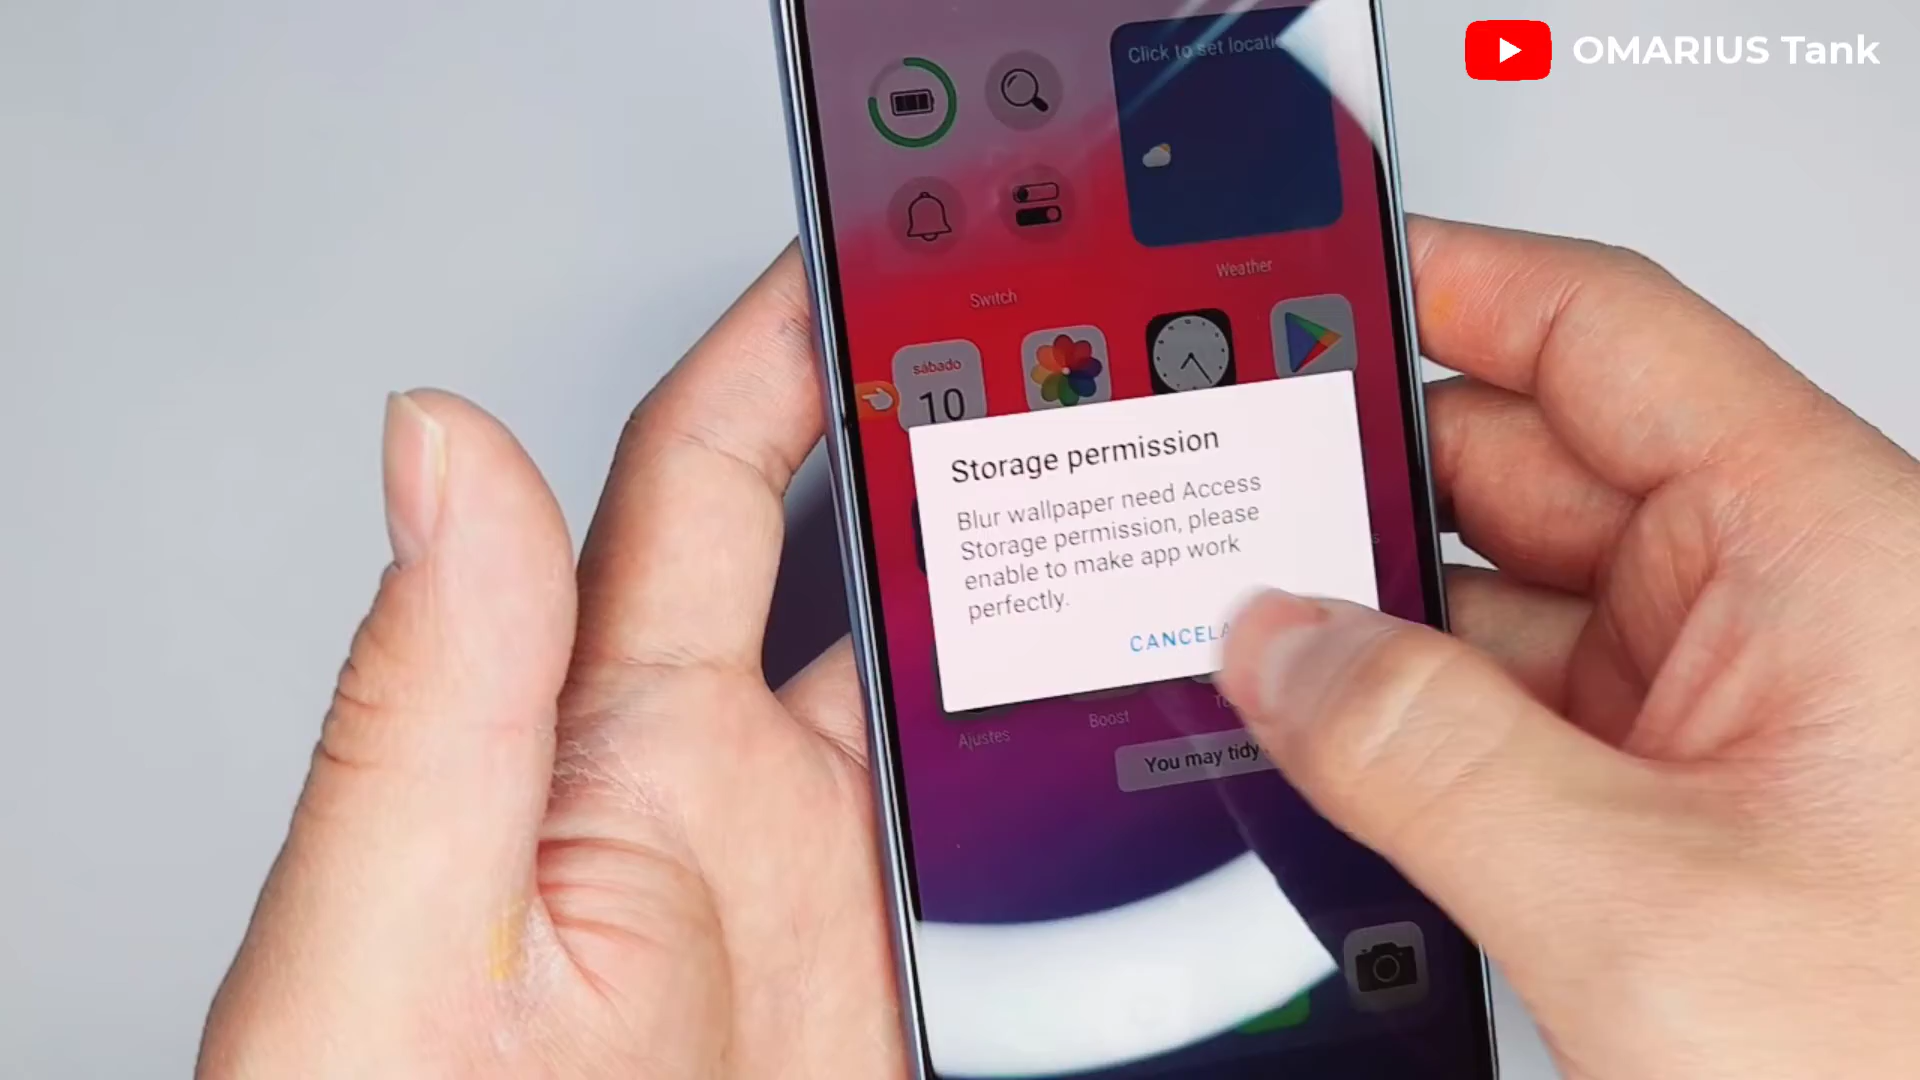 OMARIUS Tank
Click to set locati
Weather
Switch
sábado
10
Storage permission
Blur wallpaper need Access
Storage permission, please
enable to make app work
perfectly.
CANCELA
Boost
Ajustes
You may tidy